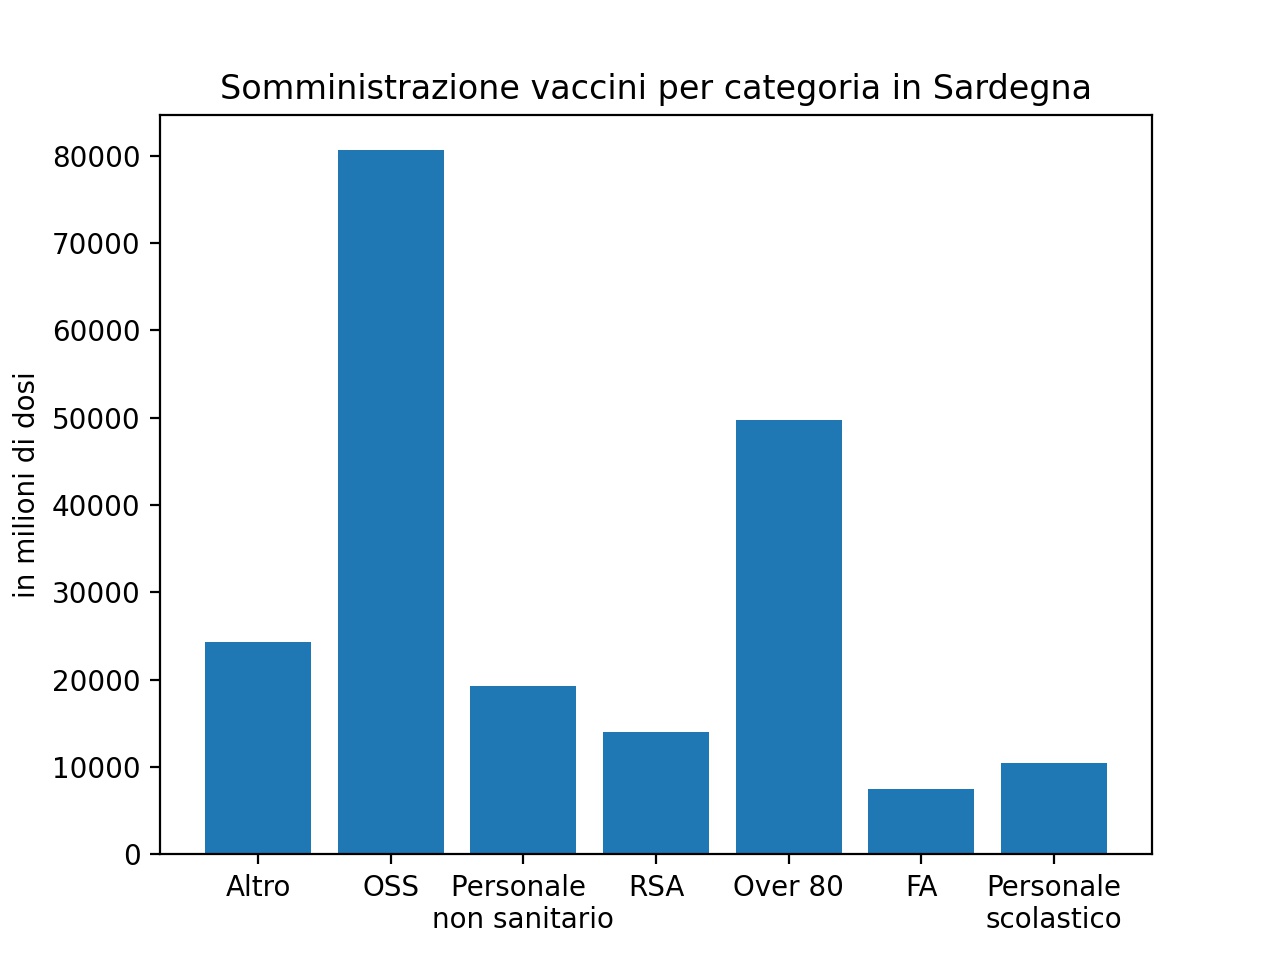 Somministrazione vaccini per categoria in Sardegna
in milioni di dosi
80000
70000
60000
50000
40000
30000
20000
10000
0
Altro
OSS
Personale
non sanitario
RSA
Over 80
FA
Personale
scolastico